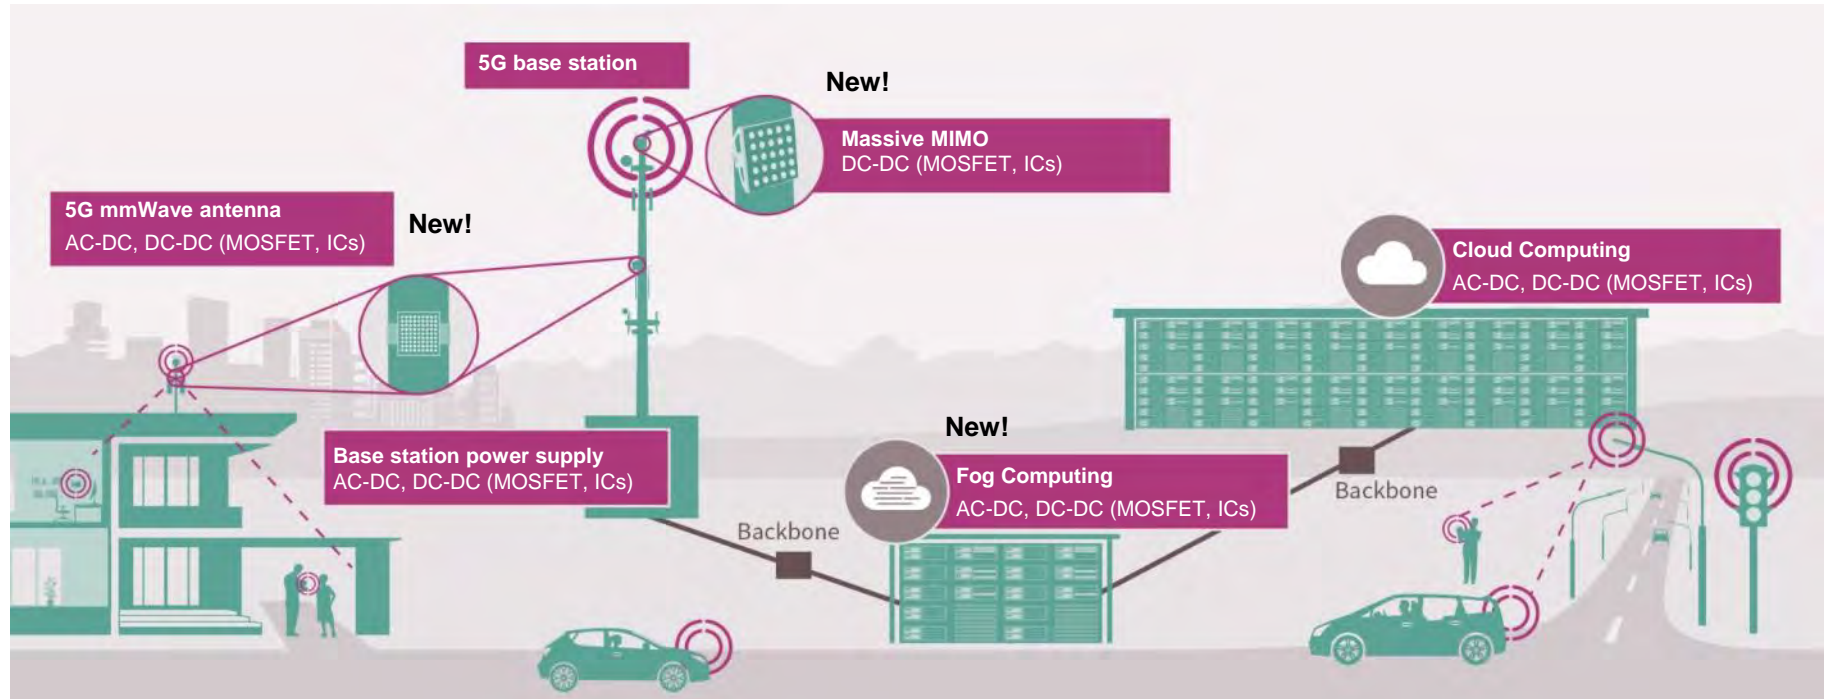 5G base station
New!
Massive MIMO
DC-DC (MOSFET, ICs)
5G mmWave antenna
AC-DC, DC-DC (MOSFET, ICs)
New!
Cloud Computing
AC-DC, DC-DC (MOSFET, ICs)
Base station power supply
AC-DC, DC-DC (MOSFET, ICs)
New!
Fog Computing
AC-DC, DC-DC (MOSFET, ICs)
Backbone
Backbone